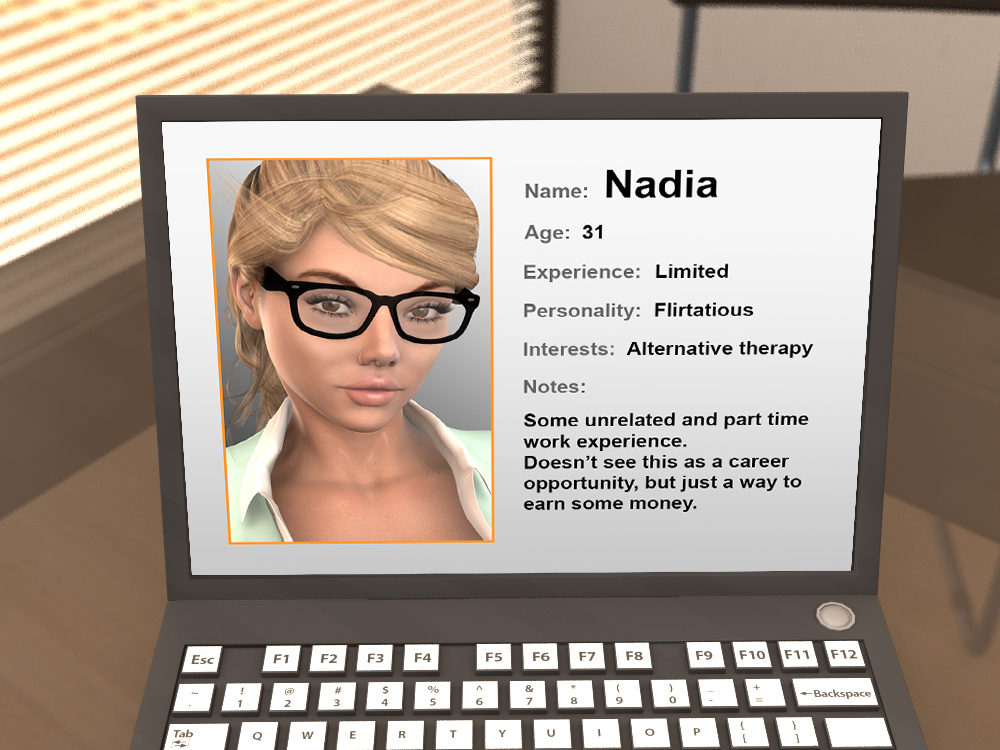 Name: Nadia
Age: 31
Experience: Limited
Personality: Flirtatious
Interests: Alternative therapy
Notes:
Some unrelated and part time
work experience.
Doesn't see this as a career
opportunity, but just a way to
earn some money.
Esc F1 F2 F3 F4 F5 F6 F7 F8 F9 F10 F11 F12
~ ! @ # $ % ^ & * ( ) _ +
. 1 2 3 4 5 6 7 8 9 0 - = ←Backspace
Tab Q W E R T Y U I O P { }
[ ]